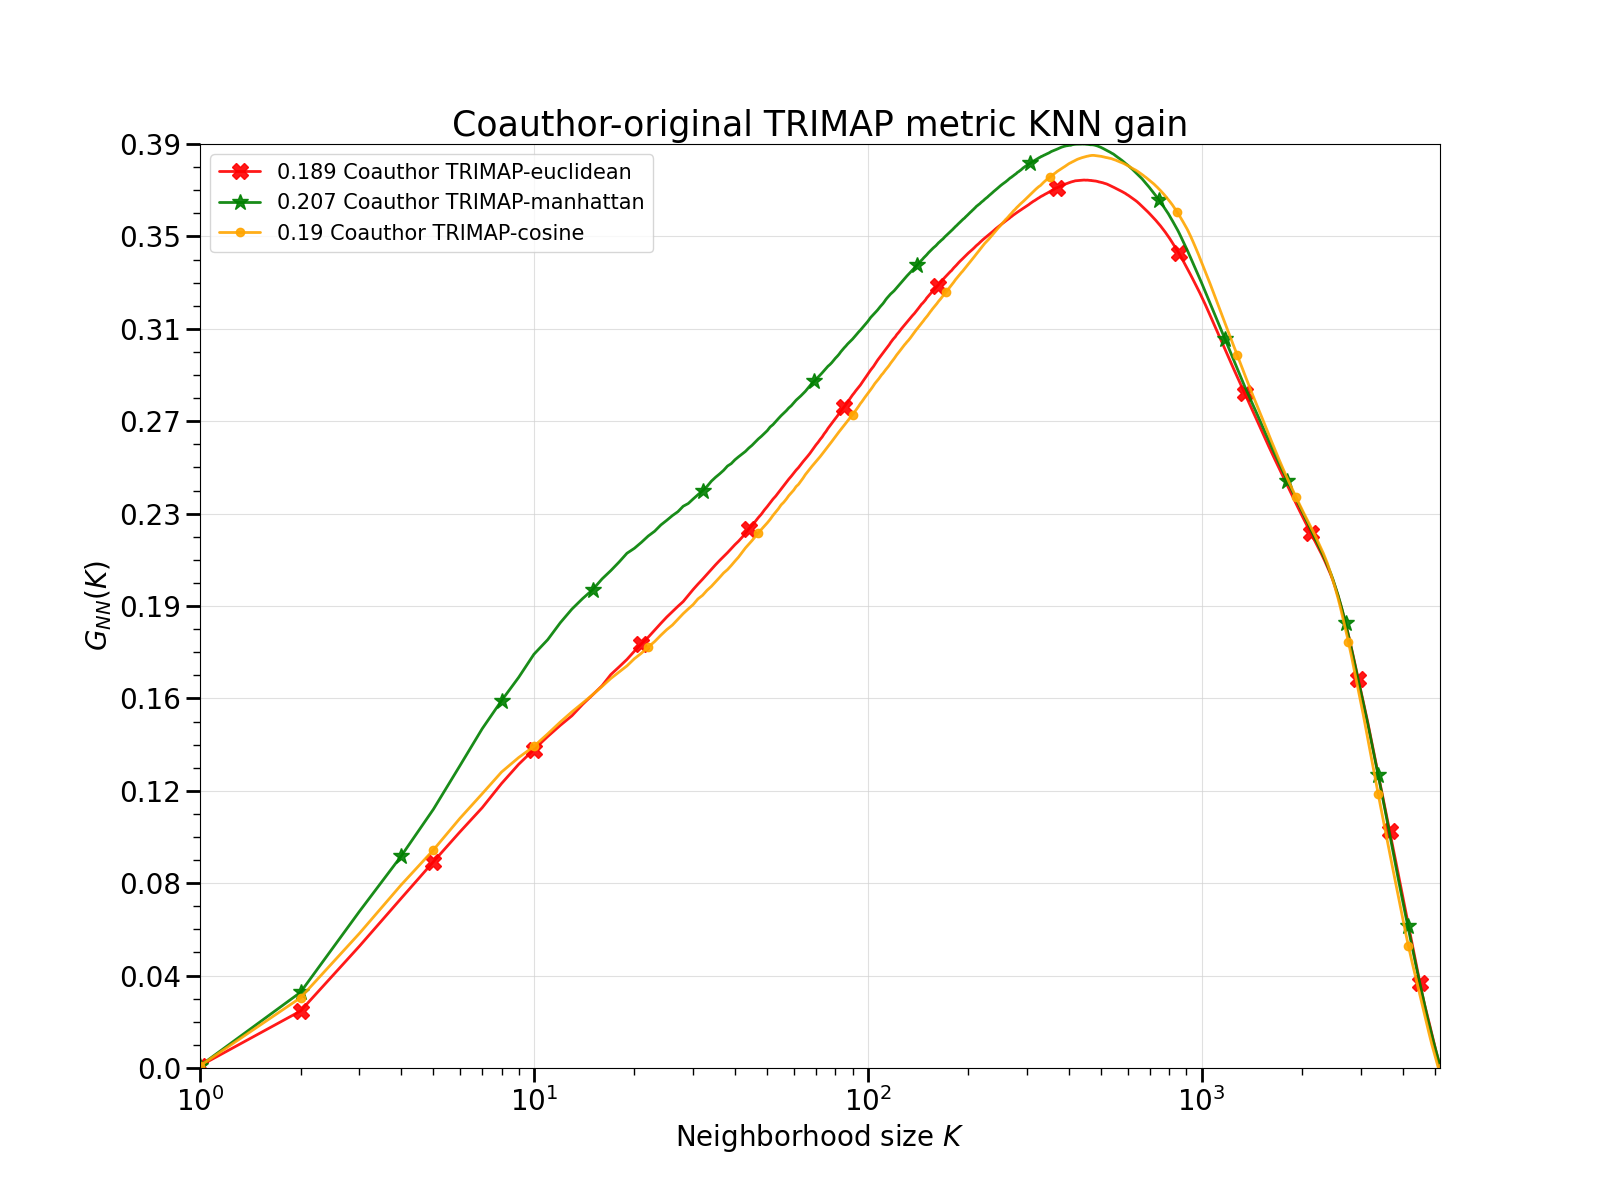 Coauthor-original TRIMAP metric KNN gain
0.189 Coauthor TRIMAP-euclidean
0.207 Coauthor TRIMAP-manhattan
0.19 Coauthor TRIMAP-cosine
0.39
0.35
0.31
0.27
0.23
0.19
0.16
0.12
0.08
0.04
0.0
G_{NN}(K)
10^0 10^1 10^2 10^3
Neighborhood size K